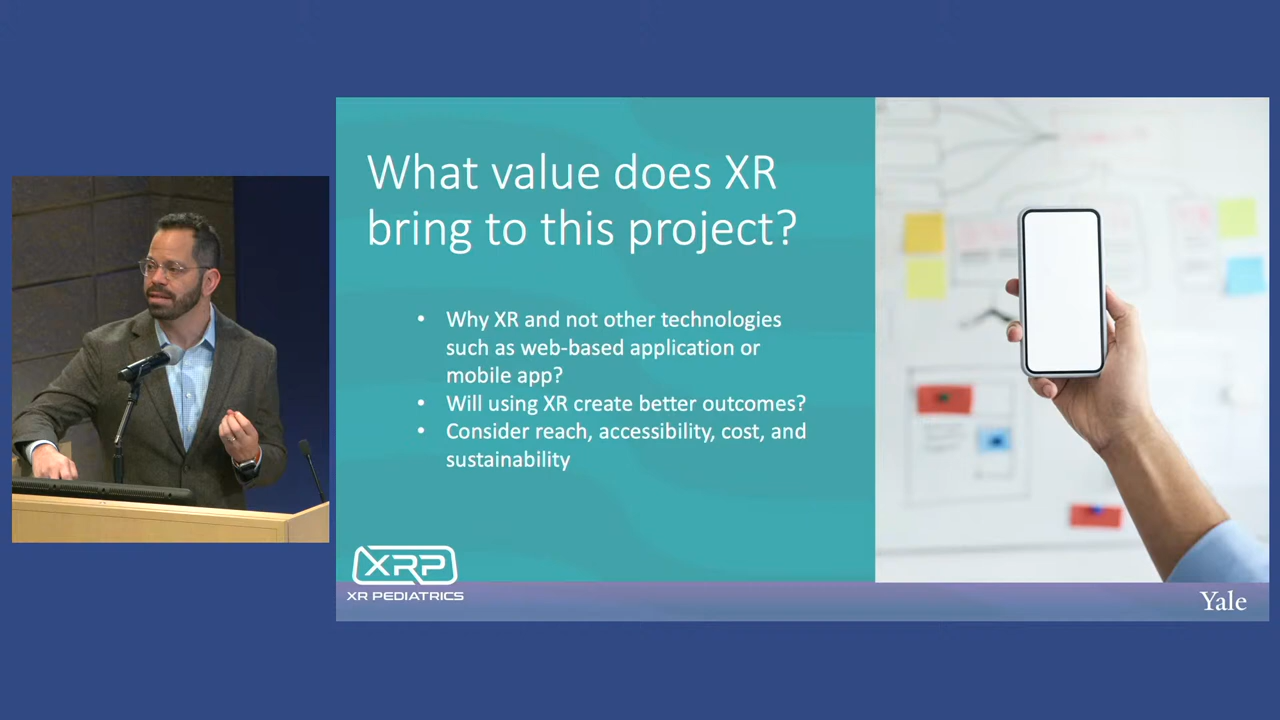 What value does XR
bring to this project?
• Why XR and not other technologies
such as web-based application or
mobile app?
• Will using XR create better outcomes?
• Consider reach, accessibility, cost, and
sustainability
XRP
XR PEDIATRICS
Yale